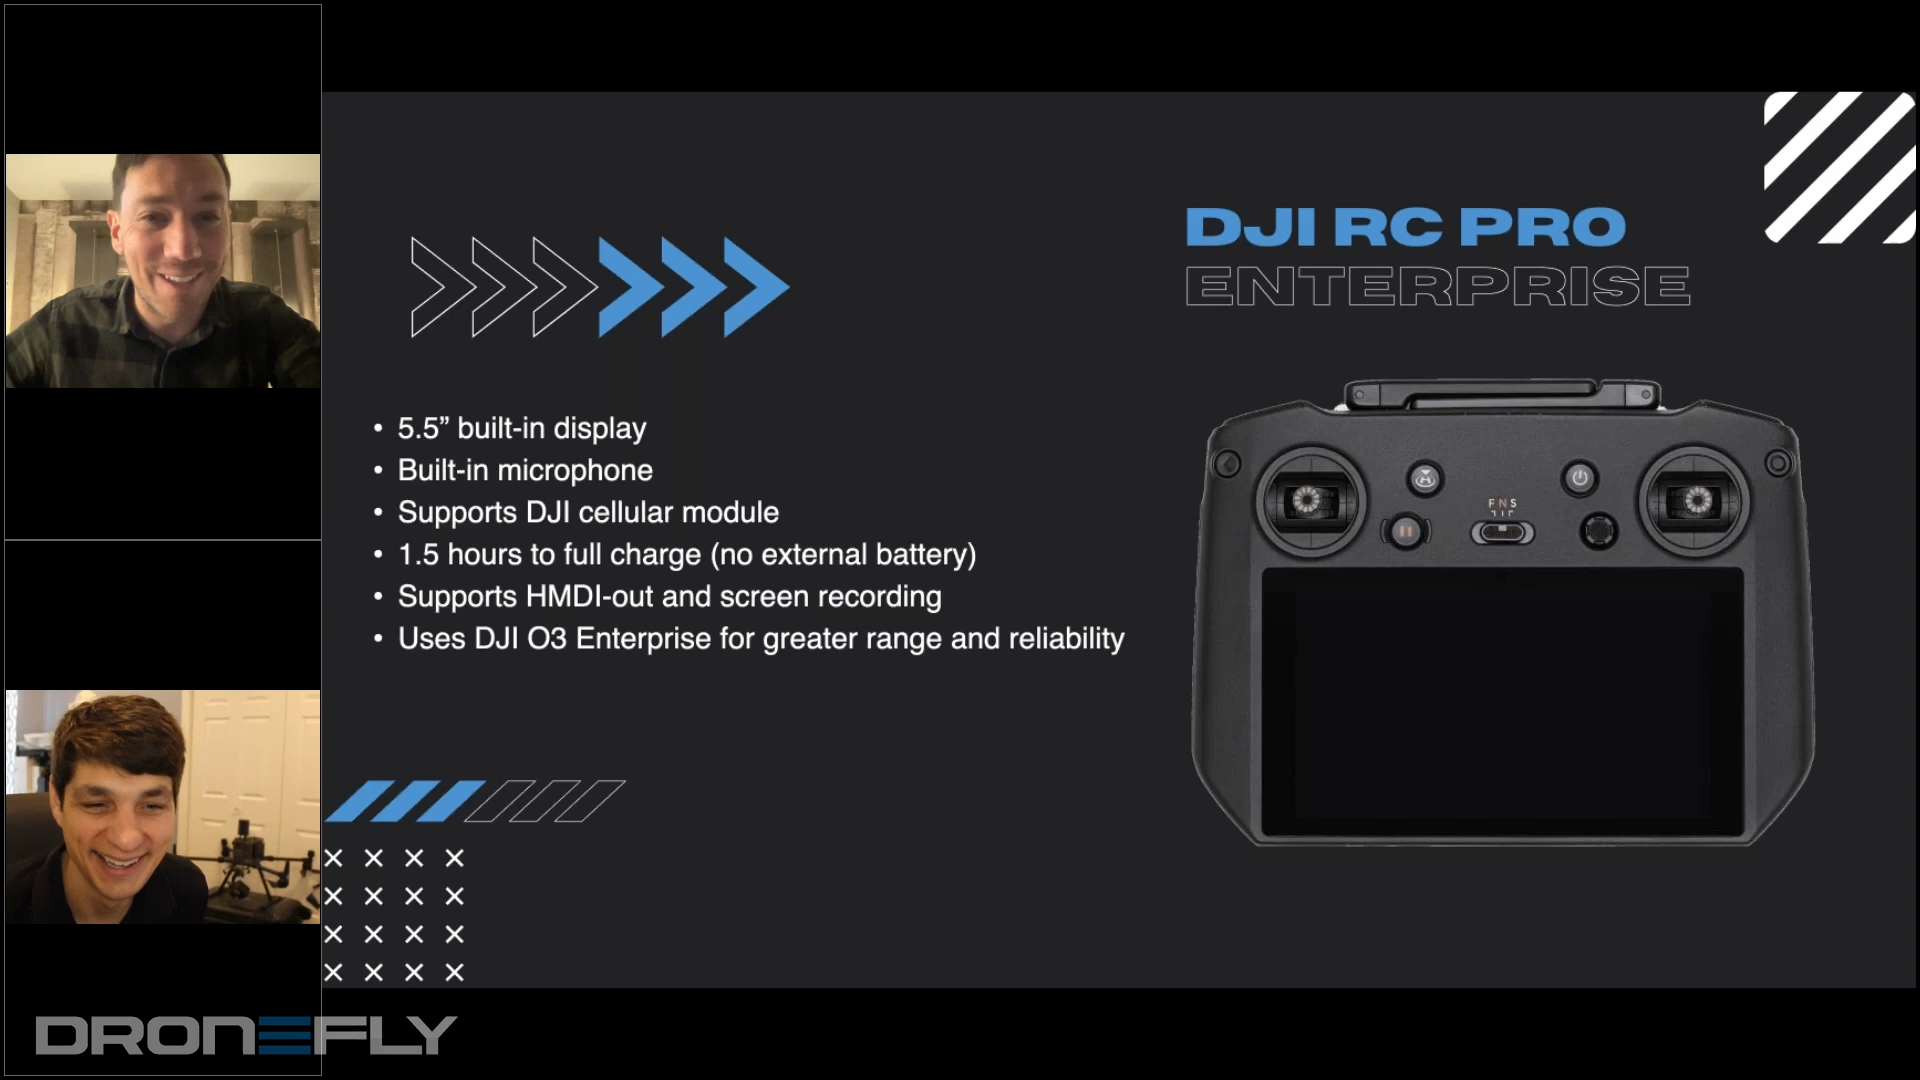 DJI RC PRO
ENTERPRISE
• 5.5” built-in display
• Built-in microphone
• Supports DJI cellular module
• 1.5 hours to full charge (no external battery)
• Supports HMDI-out and screen recording
• Uses DJI O3 Enterprise for greater range and reliability
F N S
DRONEFLY